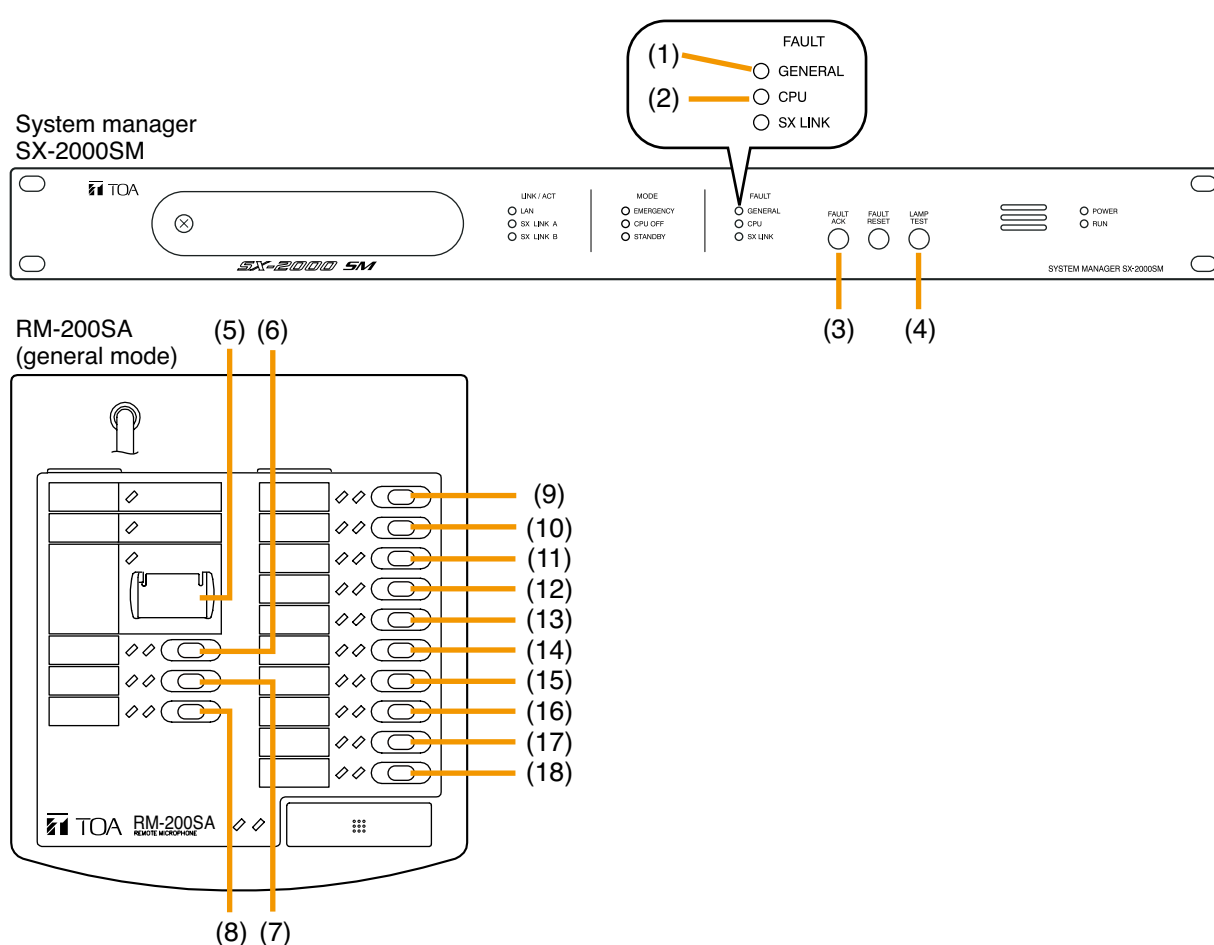 FAULT
(1) GENERAL
(2) CPU
SX LINK
System manager
SX-2000SM
TOA
LINK / ACT
LAN
SX LINK A
SX LINK B
MODE
EMERGENCY
CPU OFF
STANDBY
FAULT
GENERAL
CPU
SX LINK
FAULT
ACK
FAULT
RESET
LAMP
TEST
POWER
RUN
SX-2000 SM
SYSTEM MANAGER SX-2000SM
(3) (4)
RM-200SA
(general mode)
(5) (6)
(9)
(10)
(11)
(12)
(13)
(14)
(15)
(16)
(17)
(18)
TOA RM-200SA
REMOTE MICROPHONE
(8) (7)